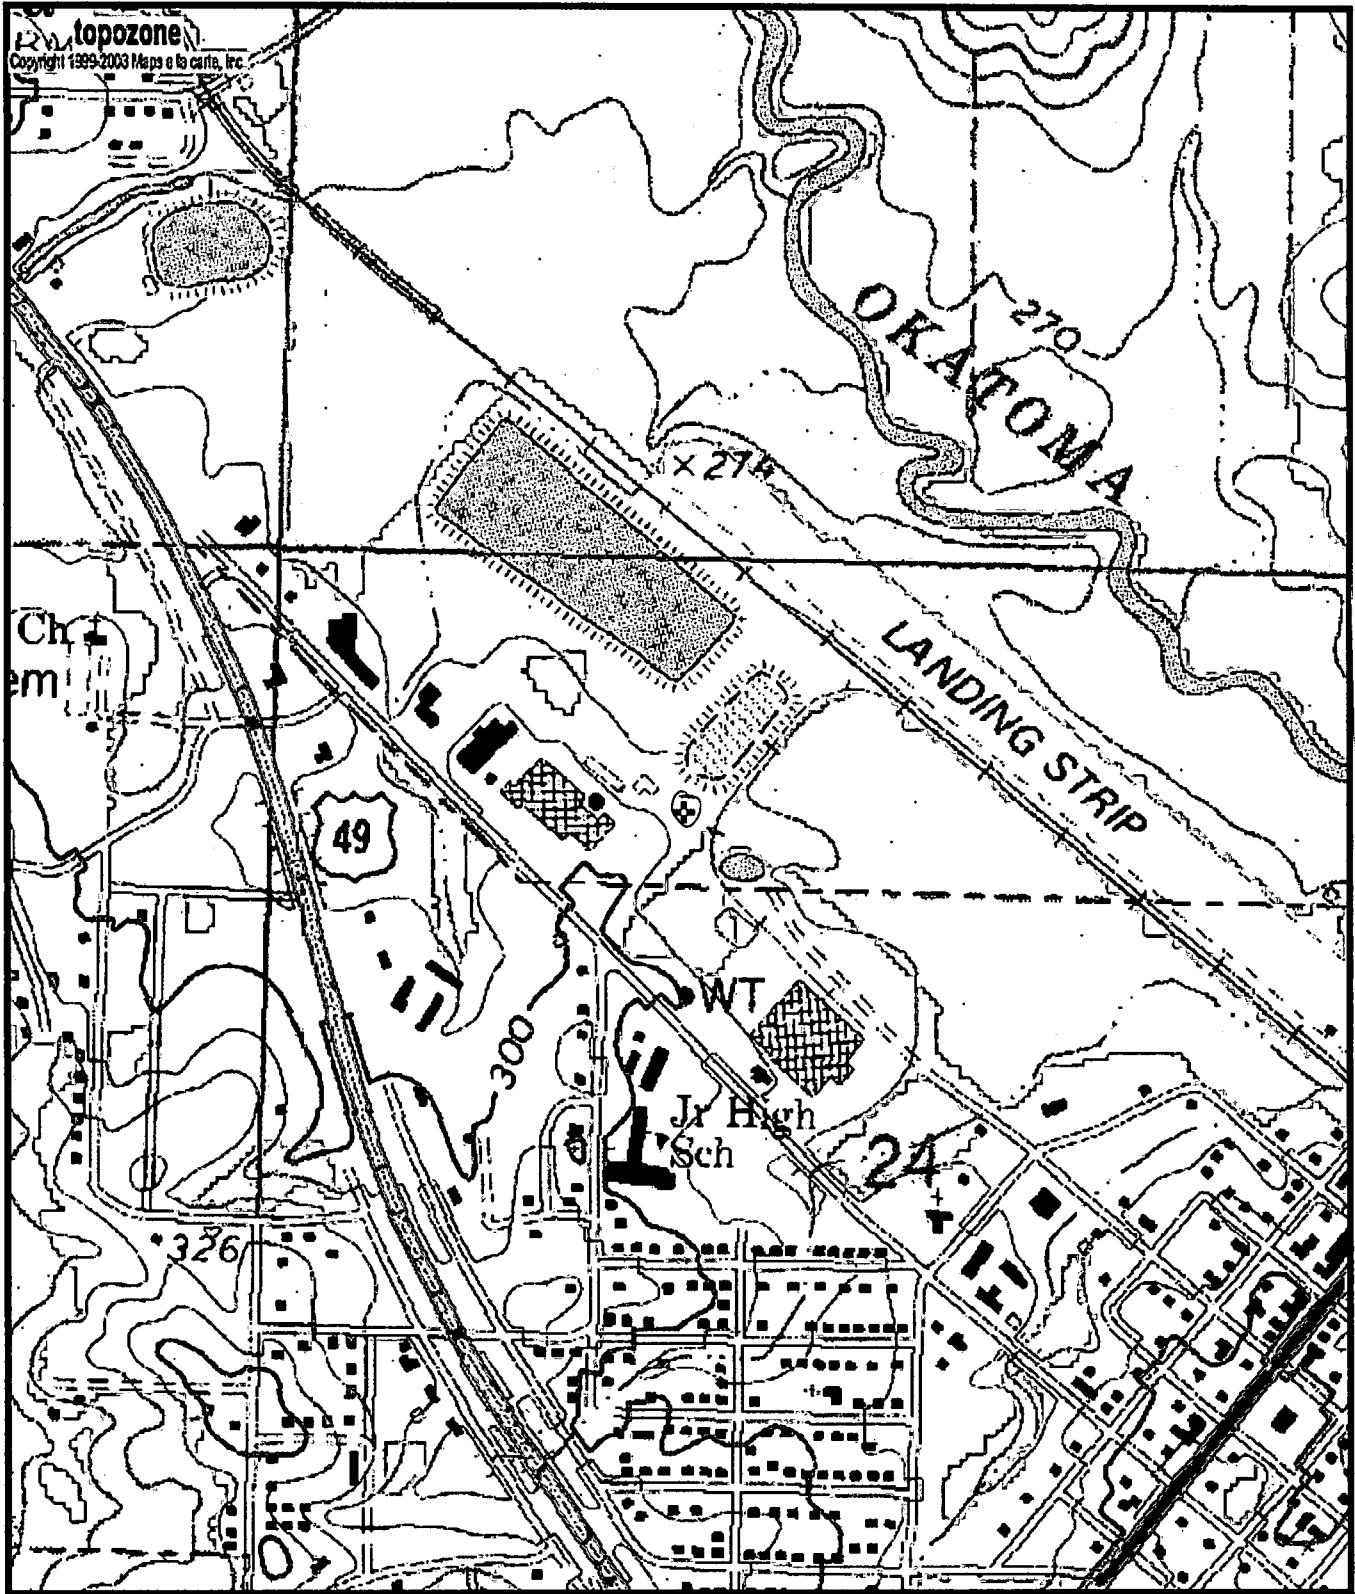 topozone
Copyright 1999-2003 Maps a la carte, Inc.
OKATOMA
270
× 274
Ch
em
LANDING STRIP
49
WT
300
Jr High
Sch
24
326